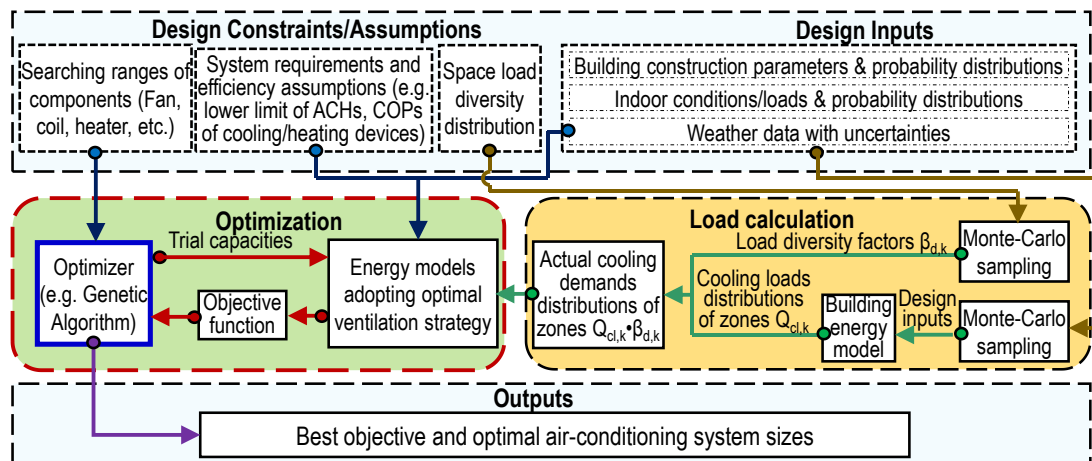 Design Constraints/Assumptions
Design Inputs
Searching ranges of
components (Fan,
coil, heater, etc.)
System requirements and
efficiency assumptions (e.g.
lower limit of ACHs, COPs
of cooling/heating devices)
Space load
diversity
distribution
Building construction parameters & probability distributions
Indoor conditions/loads & probability distributions
Weather data with uncertainties
Optimization
Trial capacities
Optimizer
(e.g. Genetic
Algorithm)
Objective
function
Energy models
adopting optimal
ventilation strategy
Load calculation
Actual cooling
demands
distributions of
zones Q_cl,k•β_d,k
Load diversity factors β_d,k
Cooling loads
distributions
of zones Q_cl,k
Building
energy
model
Design
inputs
Monte-Carlo
sampling
Monte-Carlo
sampling
Outputs
Best objective and optimal air-conditioning system sizes